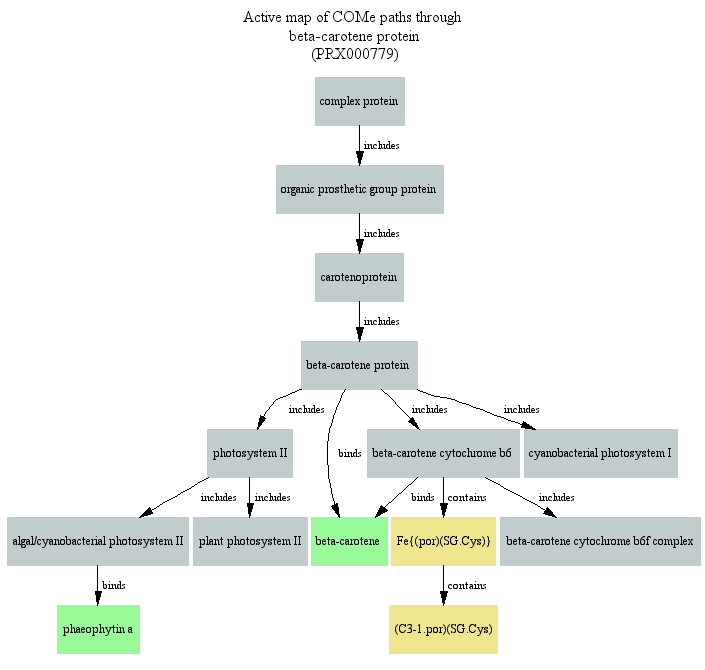 Active map of COMe paths through
beta-carotene protein
(PRX000779)
complex protein
includes
organic prosthetic group protein
includes
carotenoprotein
includes
beta-carotene protein
includes
includes
includes
binds
photosystem II
beta-carotene cytochrome b6
cyanobacterial photosystem I
includes
includes
binds
contains
includes
algal/cyanobacterial photosystem II
plant photosystem II
beta-carotene
Fe{(por)(SG.Cys)}
beta-carotene cytochrome b6f complex
binds
contains
phaeophytin a
(C3-1.por)(SG.Cys)